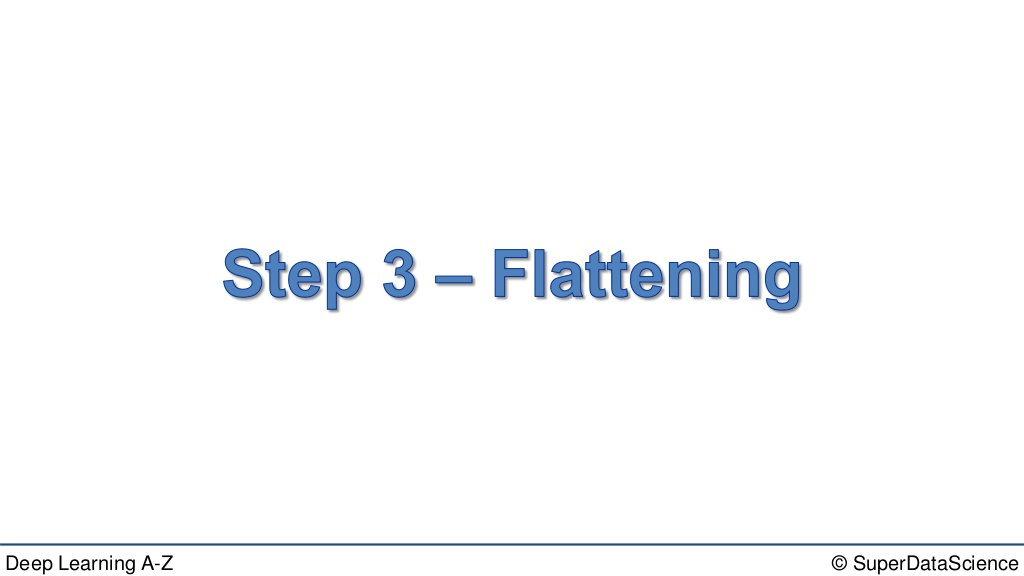 Step 3 – Flattening
Deep Learning A-Z
© SuperDataScience